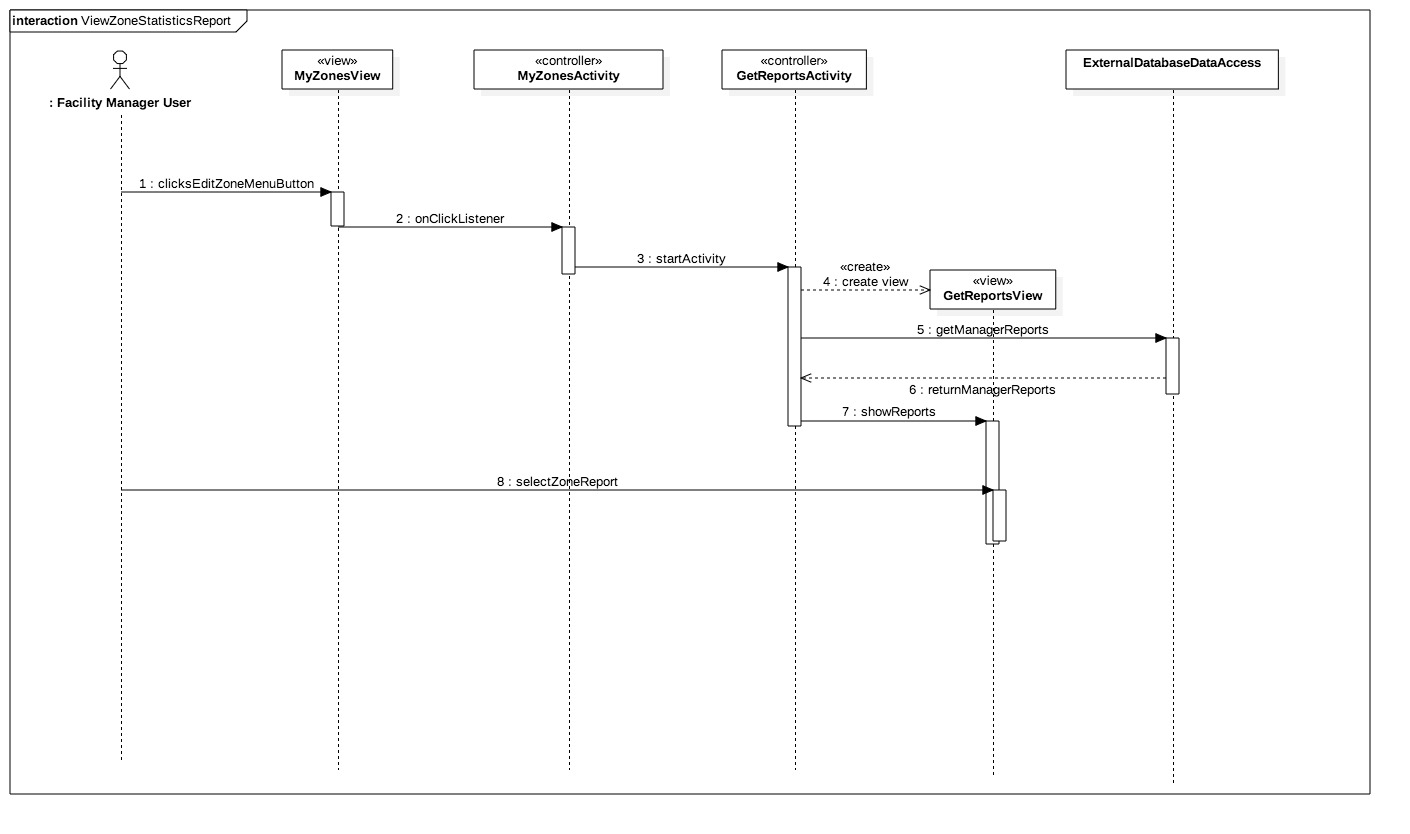 interaction ViewZoneStatisticsReport
«view»
MyZonesView
«controller»
MyZonesActivity
«controller»
GetReportsActivity
ExternalDatabaseDataAccess
: Facility Manager User
1 : clicksEditZoneMenuButton
2 : onClickListener
3 : startActivity
«create»
4 : create view
«view»
GetReportsView
5 : getManagerReports
6 : returnManagerReports
7 : showReports
8 : selectZoneReport